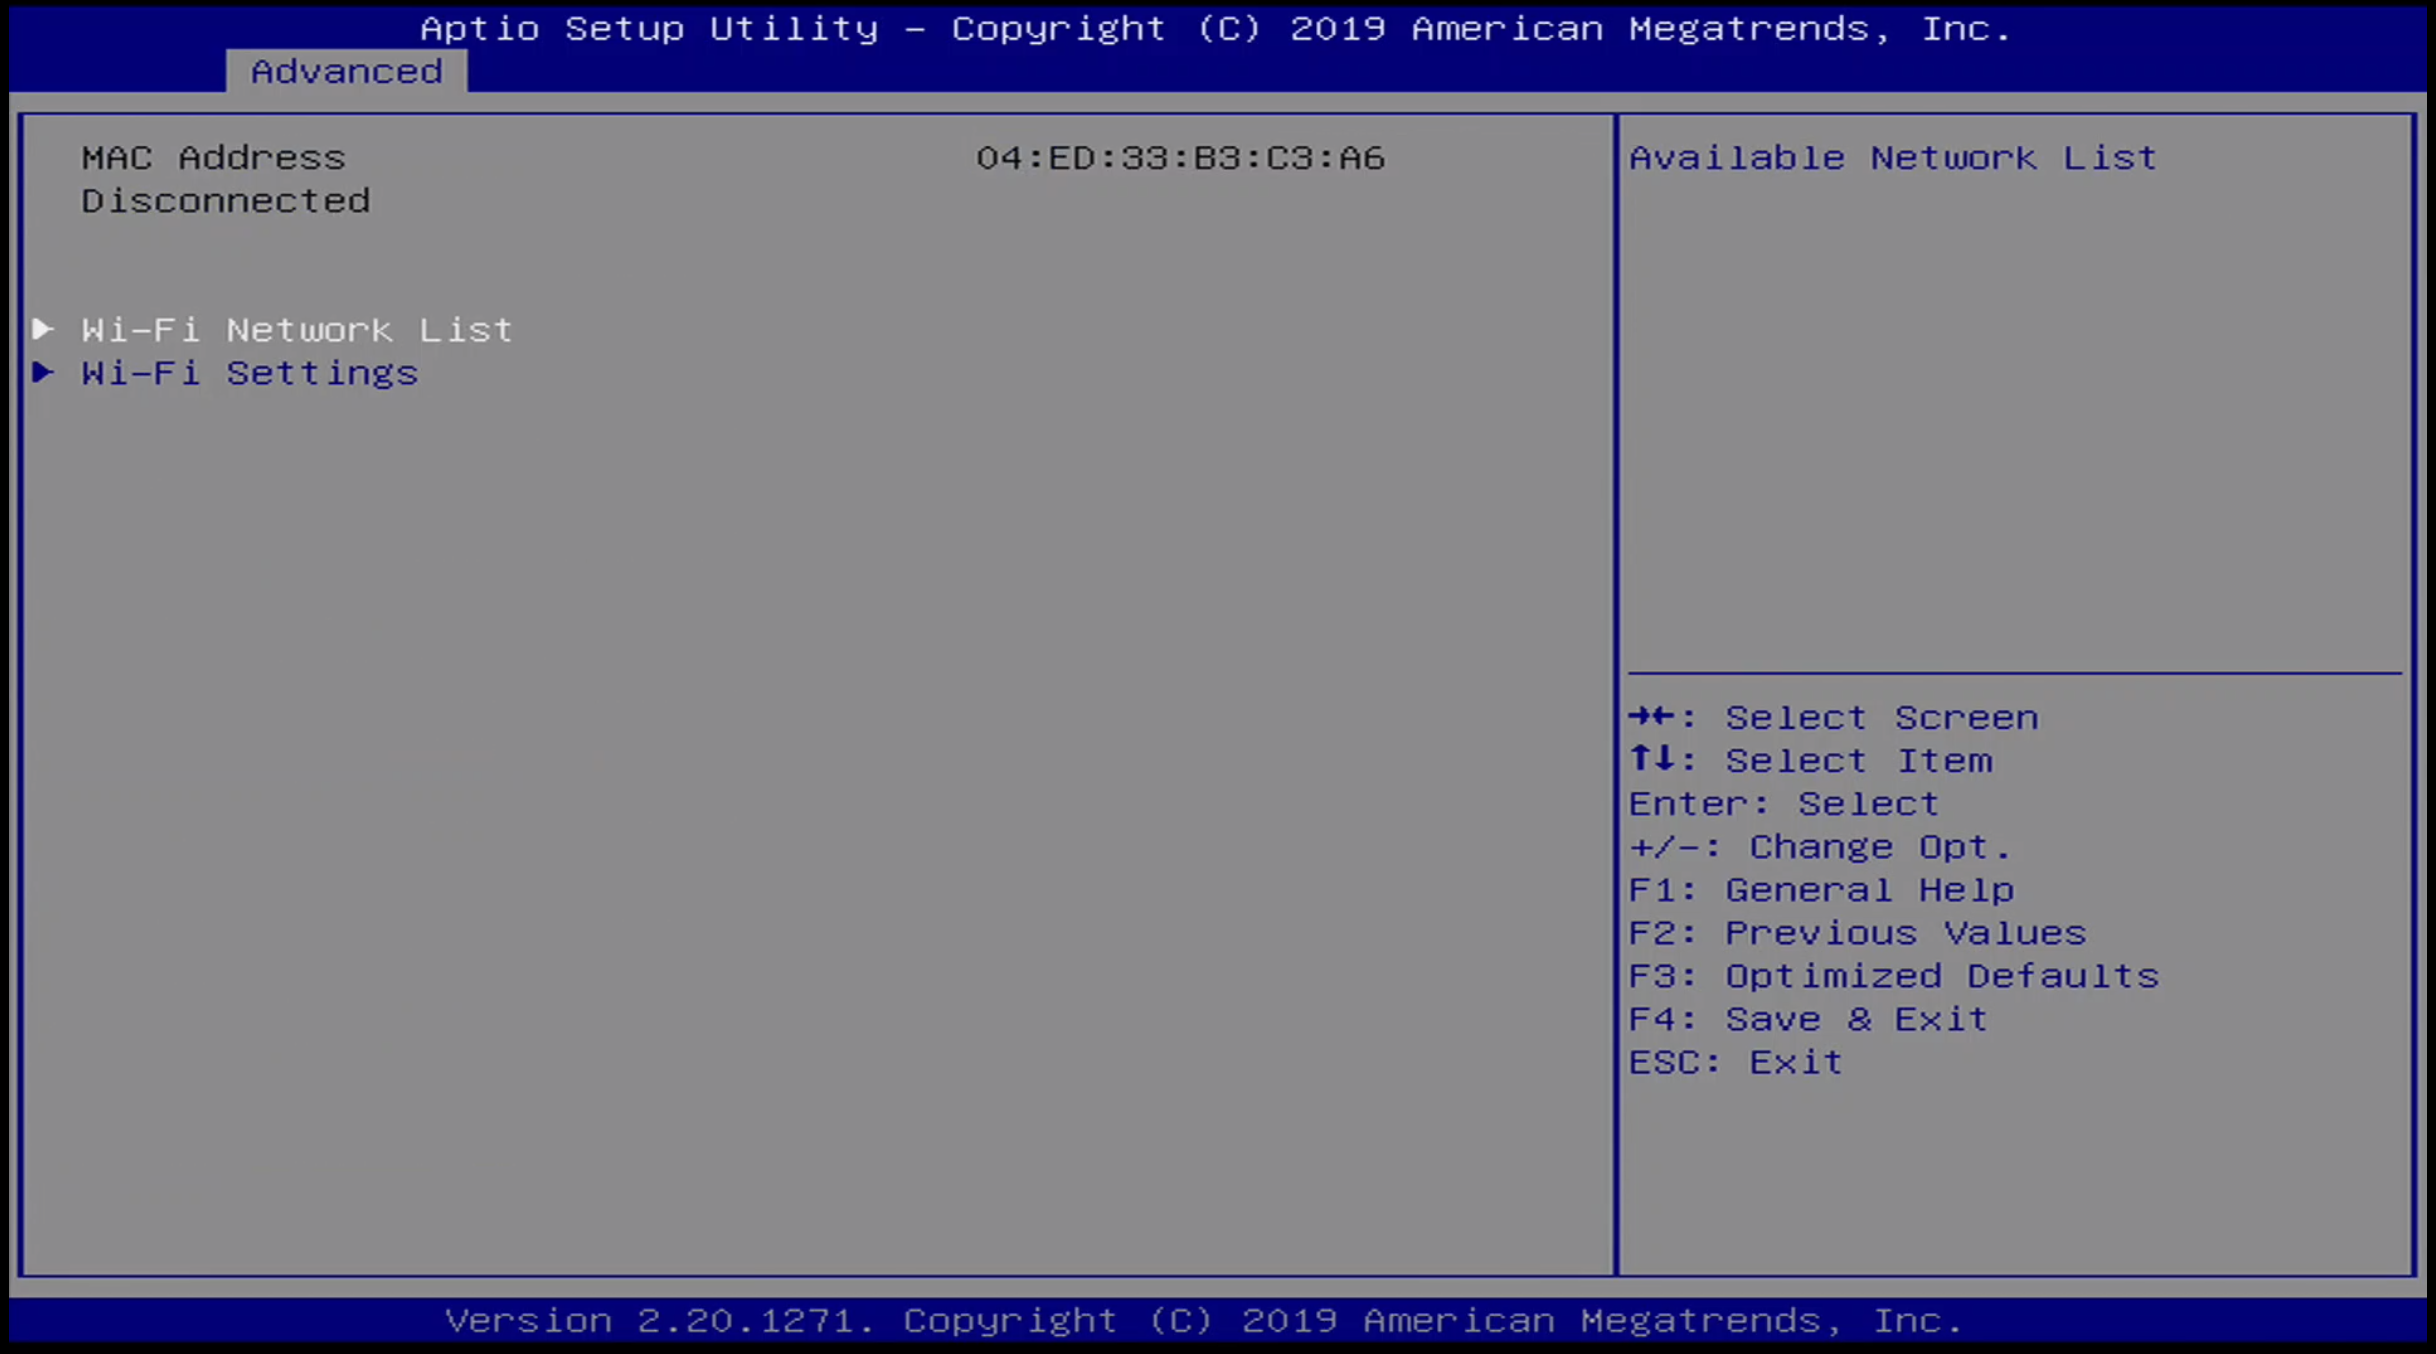 Aptio Setup Utility – Copyright (C) 2019 American Megatrends, Inc.
Advanced
MAC Address 04:ED:33:B3:C3:A6
Disconnected
▶ Wi-Fi Network List
▶ Wi-Fi Settings
Available Network List
→←: Select Screen
↑↓: Select Item
Enter: Select
+/-: Change Opt.
F1: General Help
F2: Previous Values
F3: Optimized Defaults
F4: Save & Exit
ESC: Exit
Version 2.20.1271. Copyright (C) 2019 American Megatrends, Inc.